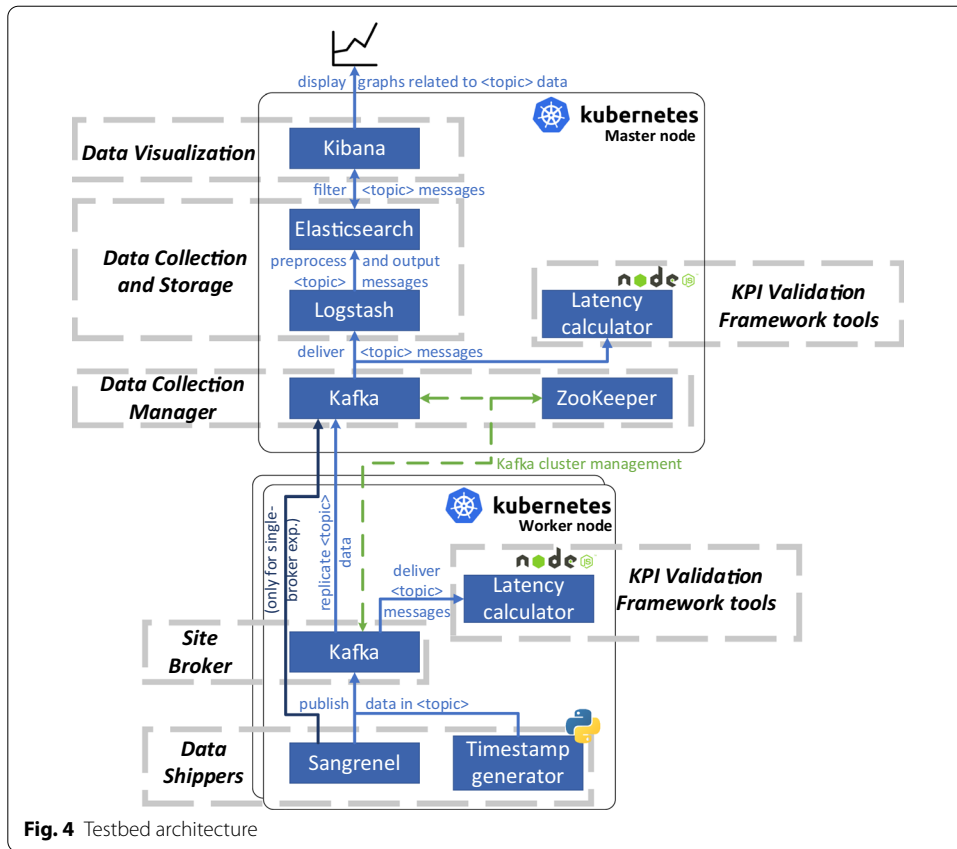 display graphs related to <topic> data
kubernetes
Master node
Data Visualization
Kibana
filter <topic> messages
Elasticsearch
Data Collection
and Storage
preprocess and output
<topic> messages
Logstash
node JS
Latency
calculator
KPI Validation
Framework tools
deliver <topic> messages
Data Collection
Manager
Kafka
ZooKeeper
Kafka cluster management
kubernetes
Worker node
(only for single-
broker exp.)
replicate <topic>
data
node JS
deliver
<topic>
messages
Latency
calculator
KPI Validation
Framework tools
Site
Broker
Kafka
publish data in <topic>
Data
Shippers
Sangrenel
Timestamp
generator
Fig. 4 Testbed architecture